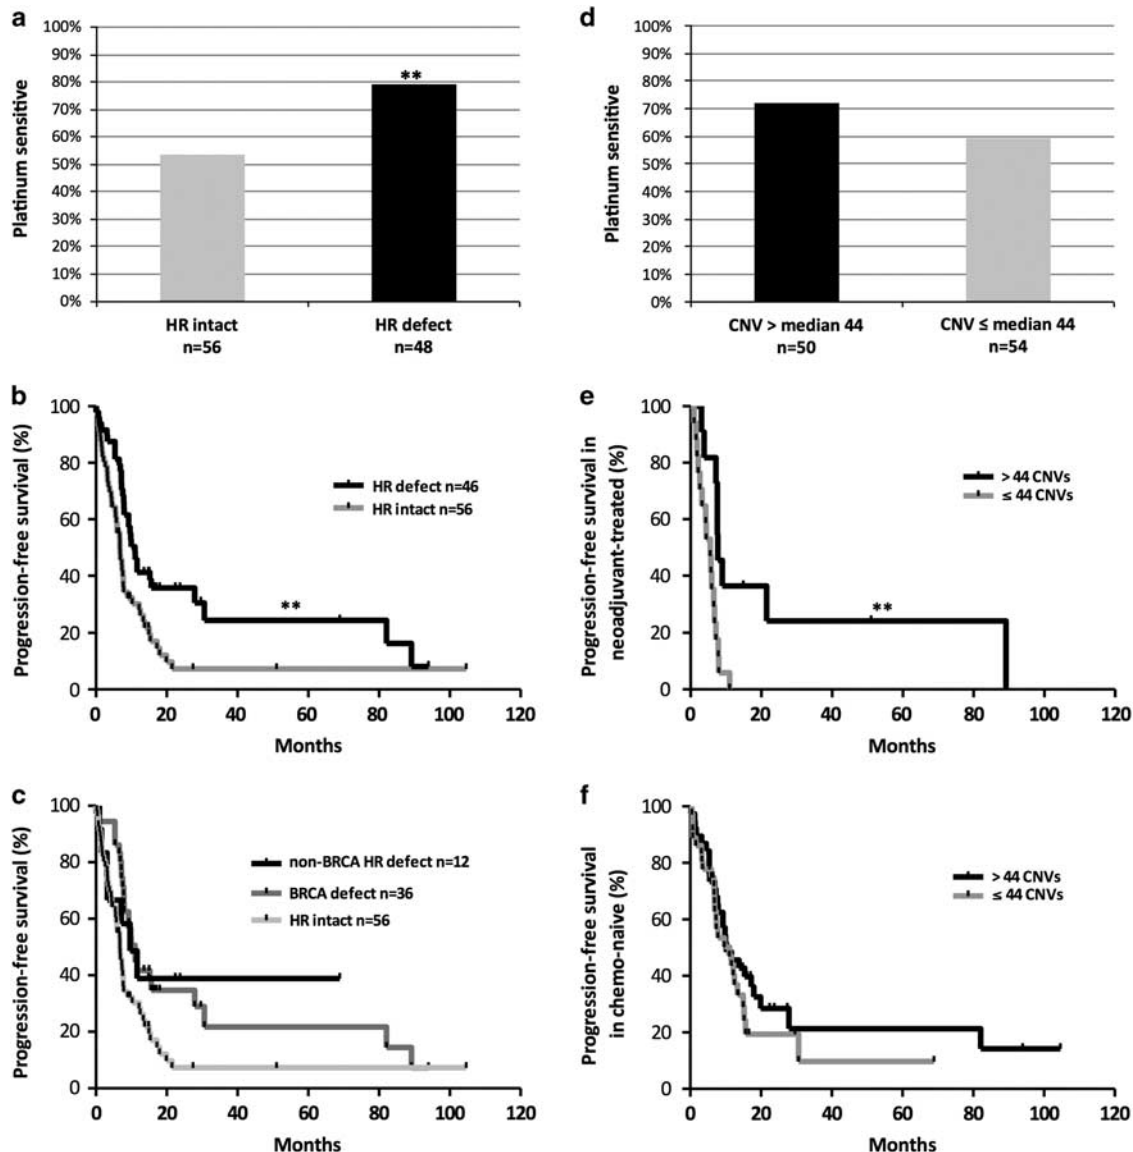 a
100%
90%
80%
70%
60%
50%
40%
30%
20%
10%
0%
Platinum sensitive
**
HR intact
n=56
HR defect
n=48
d
100%
90%
80%
70%
60%
50%
40%
30%
20%
10%
0%
Platinum sensitive
CNV > median 44
n=50
CNV ≤ median 44
n=54
b
Progression-free survival (%)
100
80
60
40
20
0
HR defect n=46
HR intact n=56
**
0 20 40 60 80 100 120
Months
e
Progression-free survival in
neoadjuvant-treated (%)
100
80
60
40
20
0
> 44 CNVs
≤ 44 CNVs
**
0 20 40 60 80 100 120
Months
c
Progression-free survival (%)
100
80
60
40
20
0
non-BRCA HR defect n=12
BRCA defect n=36
HR intact n=56
0 20 40 60 80 100 120
Months
f
Progression-free survival
in chemo-naive (%)
100
80
60
40
20
0
> 44 CNVs
≤ 44 CNVs
0 20 40 60 80 100 120
Months